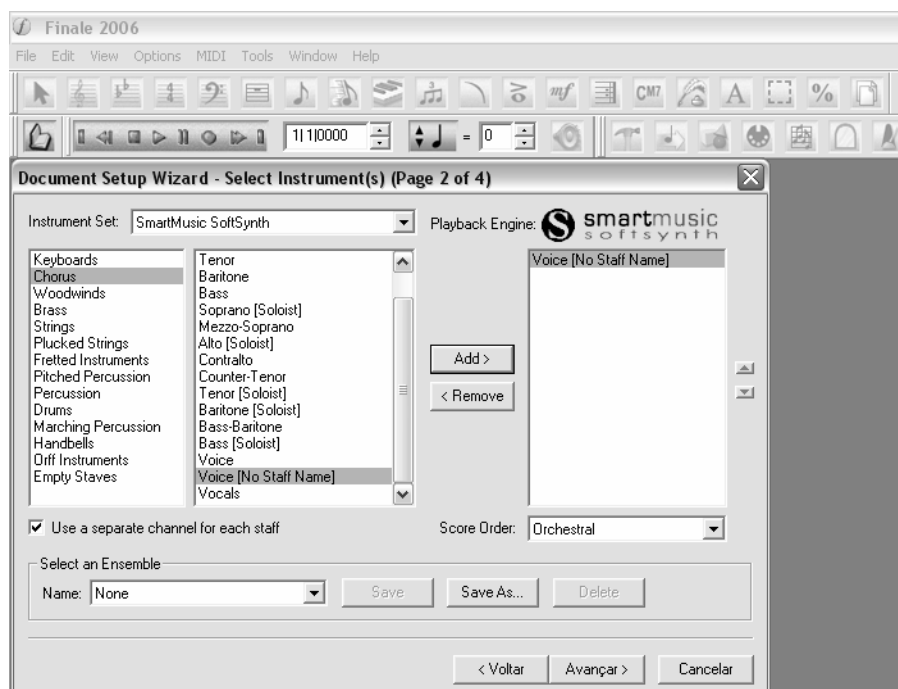 Finale 2006
File Edit View Options MIDI Tools Window Help
mf CM7 A %
1|1|0000 = 0
Document Setup Wizard - Select Instrument(s) (Page 2 of 4)
Instrument Set: SmartMusic SoftSynth Playback Engine: S smartmusic
softsynth
Keyboards
Chorus
Woodwinds
Brass
Strings
Plucked Strings
Fretted Instruments
Pitched Percussion
Percussion
Drums
Marching Percussion
Handbells
Orff Instruments
Empty Staves
Tenor
Baritone
Bass
Soprano [Soloist]
Mezzo-Soprano
Alto [Soloist]
Contralto
Counter-Tenor
Tenor [Soloist]
Baritone [Soloist]
Bass-Baritone
Bass [Soloist]
Voice
Voice [No Staff Name]
Vocals
Add >
< Remove
Voice [No Staff Name]
Use a separate channel for each staff
Score Order: Orchestral
Select an Ensemble
Name: None Save Save As... Delete
< Voltar Avançar > Cancelar